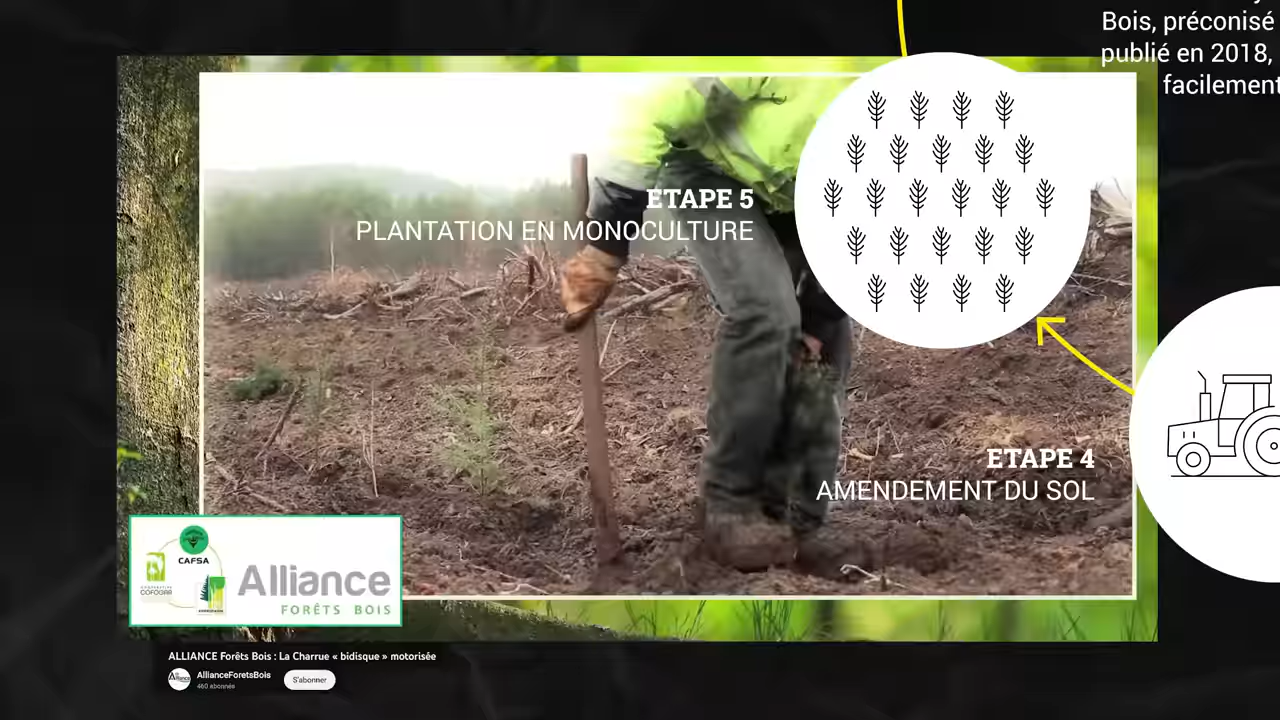 Bois, préconisé
publié en 2018,
facilement
ETAPE 5
PLANTATION EN MONOCULTURE
ETAPE 4
AMENDEMENT DU SOL
CAFSA
Alliance
FORÊTS BOIS
ALLIANCE Forêts Bois : La Charrue « bidisque » motorisée
AllianceForetsBois
460 abonnés
S'abonner